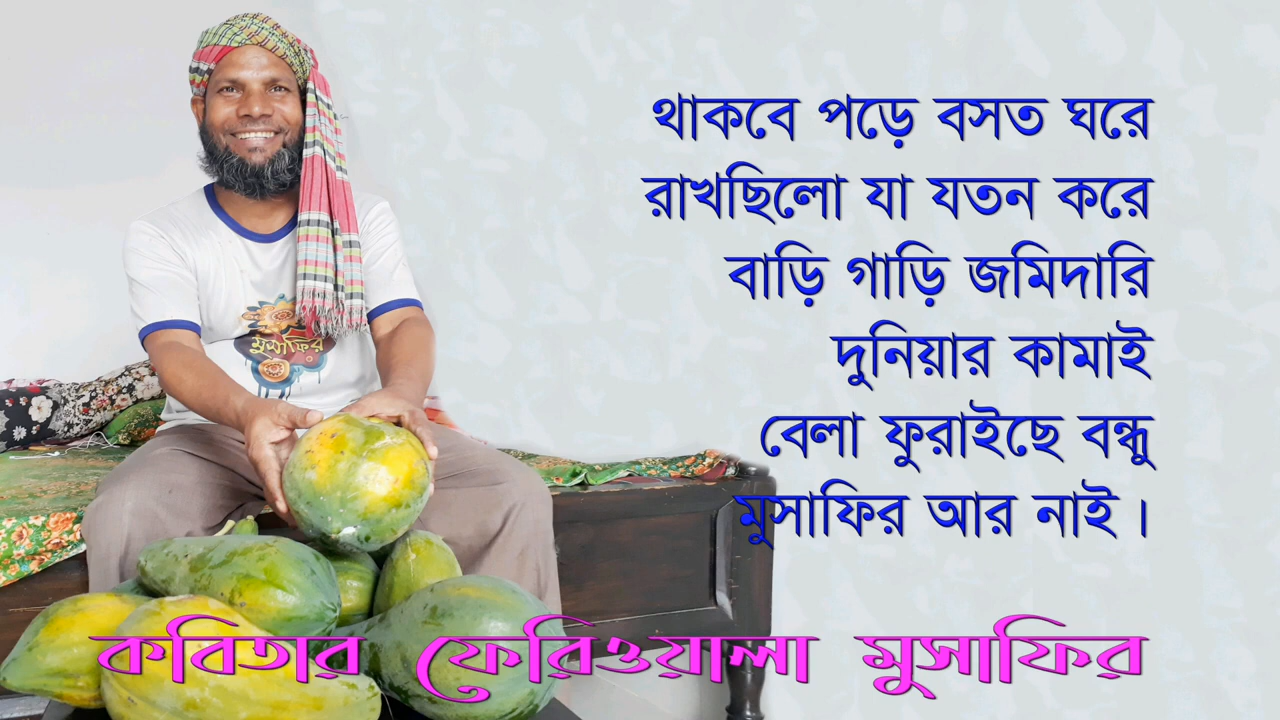 থাকবে পড়ে বসত ঘরে
রাখছিলো যা যতন করে
বাড়ি গাড়ি জমিদারি
দুনিয়ার কামাই
বেলা ফুরাইছে বন্ধু
মুসাফির আর নাই।
মুসাফির
কবিতার ফেরিওয়ালা মুসাফির